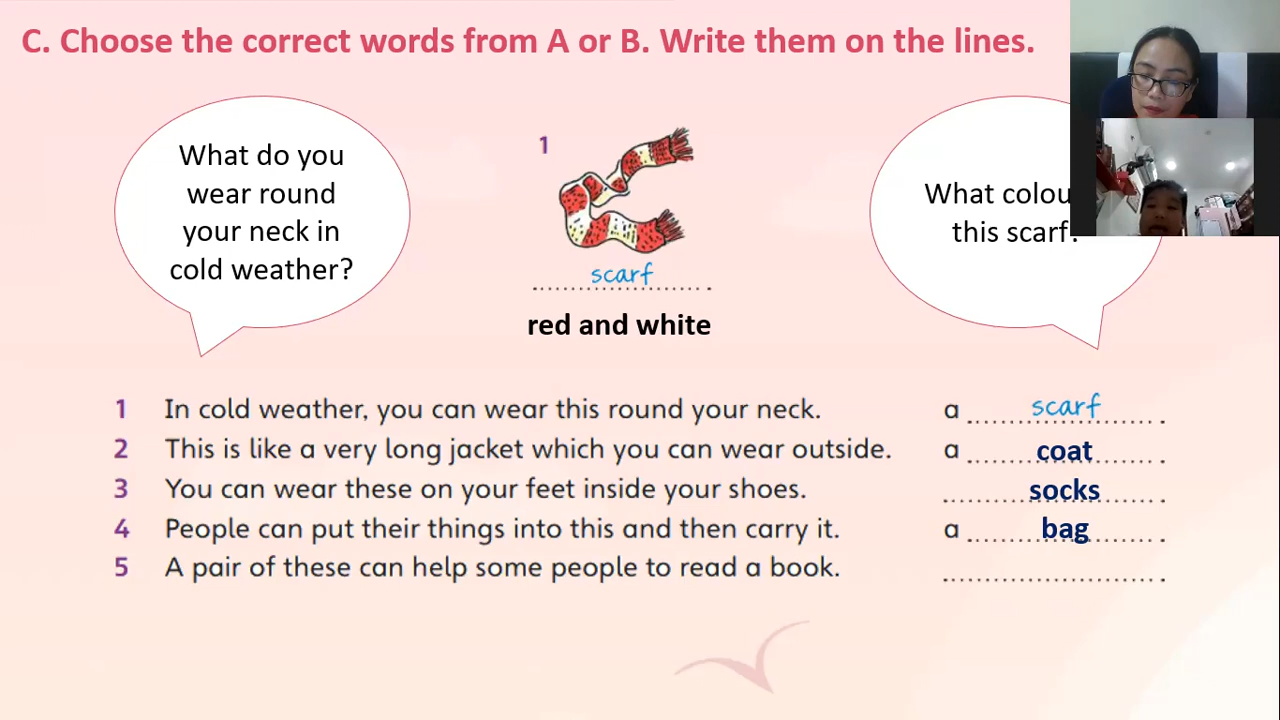 C. Choose the correct words from A or B. Write them on the lines.
What do you
wear round
your neck in
cold weather?
1
scarf
red and white
What
this scarf?
1 In cold weather, you can wear this round your neck. a scarf.
2 This is like a very long jacket which you can wear outside. a coat.
3 You can wear these on your feet inside your shoes. socks.
4 People can put their things into this and then carry it. a bag.
5 A pair of these can help some people to read a book.